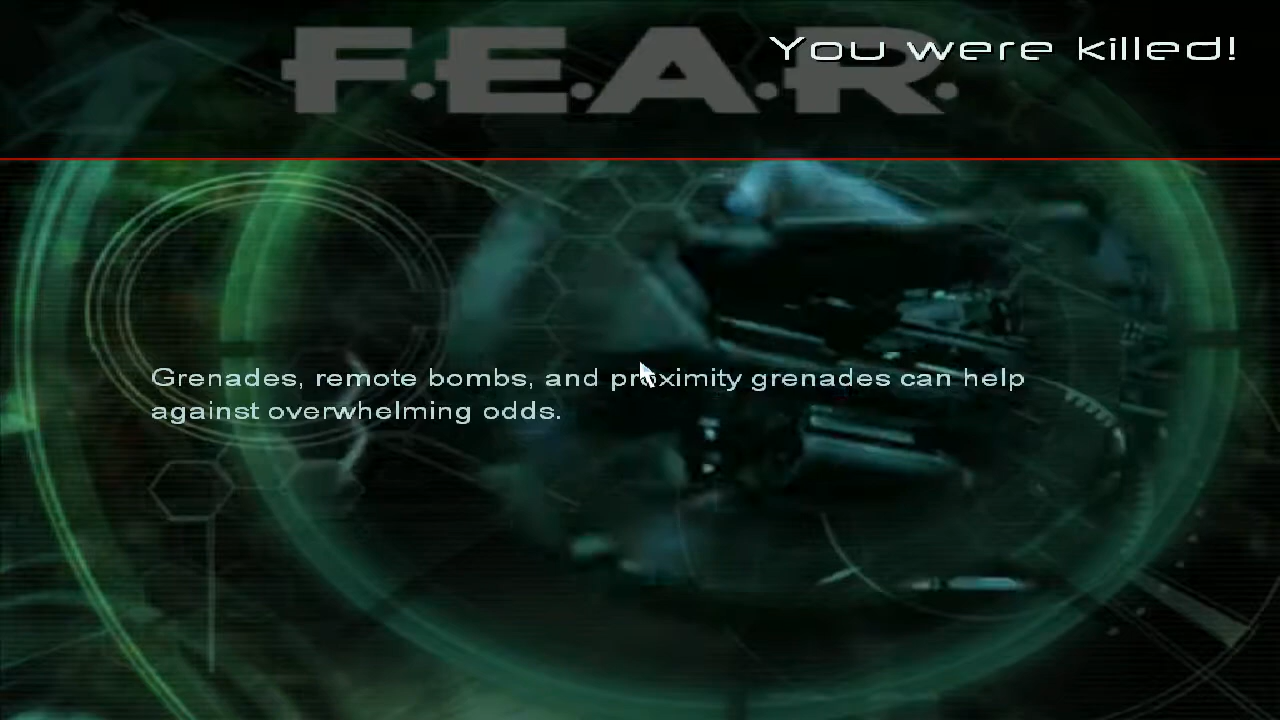 F.E.A.R.
You were killed!
Grenades, remote bombs, and proximity grenades can help
against overwhelming odds.